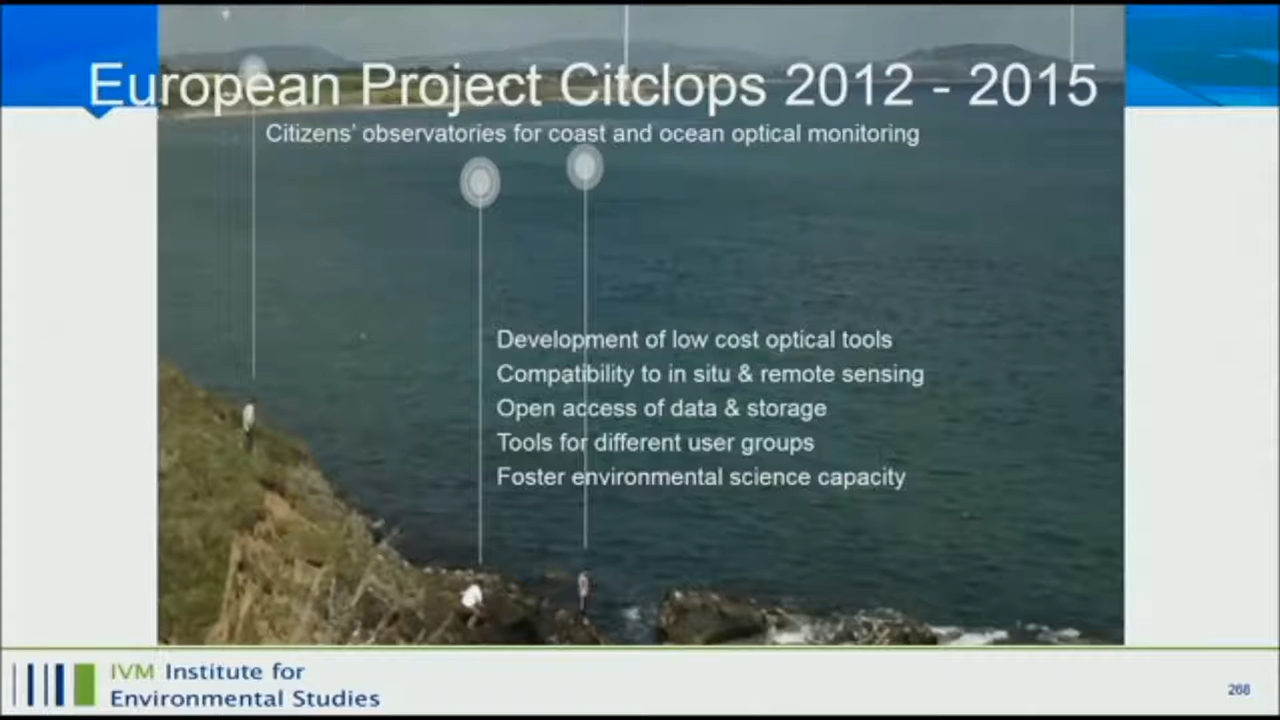 European Project Citclops 2012 - 2015
Citizens' observatories for coast and ocean optical monitoring
Development of low cost optical tools
Compatibility to in situ & remote sensing
Open access of data & storage
Tools for different user groups
Foster environmental science capacity
IVM Institute for
Environmental Studies
268